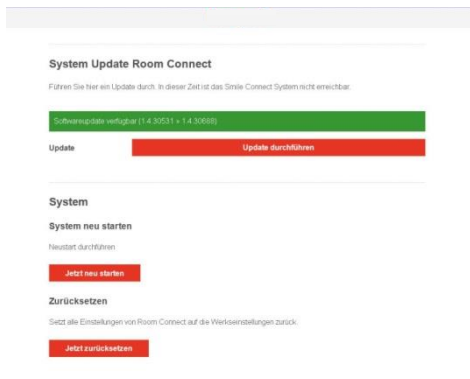 System Update Room Connect
Führen Sie hier ein Update durch. In dieser Zeit ist das Smile Connect System nicht erreichbar.
Softwareupdate verfügbar (1.4.30531 » 1.4.30688)
Update Update durchführen
System
System neu starten
Neustart durchführen
Jetzt neu starten
Zurücksetzen
Setzt alle Einstellungen von Room Connect auf die Werkseinstellungen zurück.
Jetzt zurücksetzen